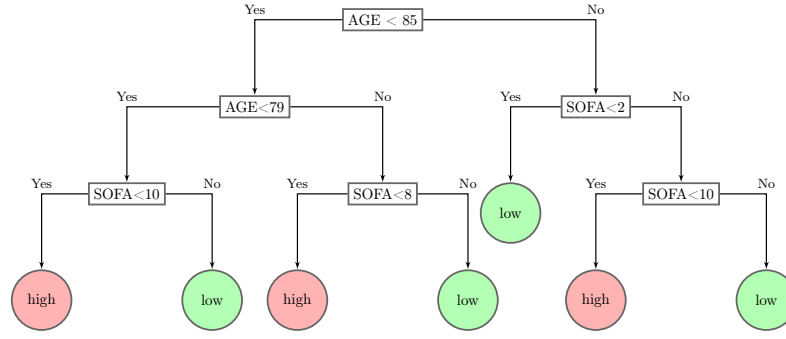 Yes
AGE < 85
No
Yes
AGE<79
No
Yes
SOFA<2
No
Yes
SOFA<10
No
Yes
SOFA<8
No
low
Yes
SOFA<10
No
high
low
high
low
high
low